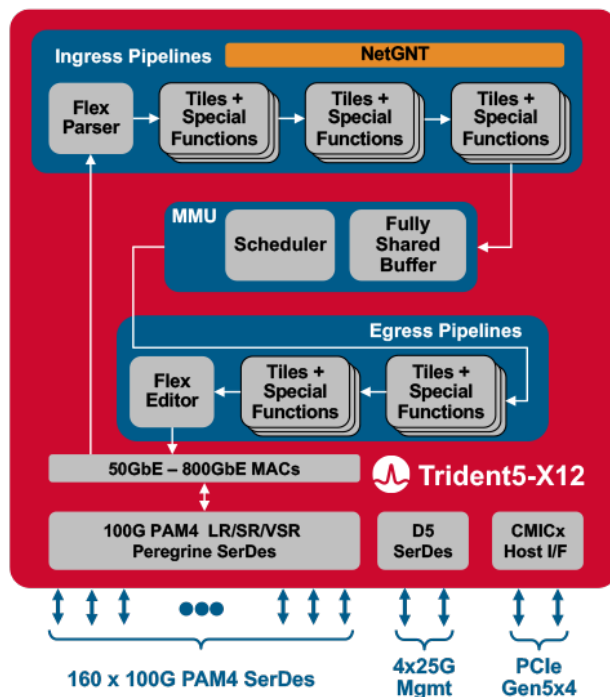 Ingress Pipelines
NetGNT
Flex
Parser
Tiles +
Special
Functions
Tiles +
Special
Functions
Tiles +
Special
Functions
MMU
Scheduler
Fully
Shared
Buffer
Egress Pipelines
Flex
Editor
Tiles +
Special
Functions
Tiles +
Special
Functions
50GbE – 800GbE MACs
Trident5-X12
100G PAM4 LR/SR/VSR
Peregrine SerDes
D5
SerDes
CMICx
Host I/F
160 x 100G PAM4 SerDes
4x25G
Mgmt
PCIe
Gen5x4